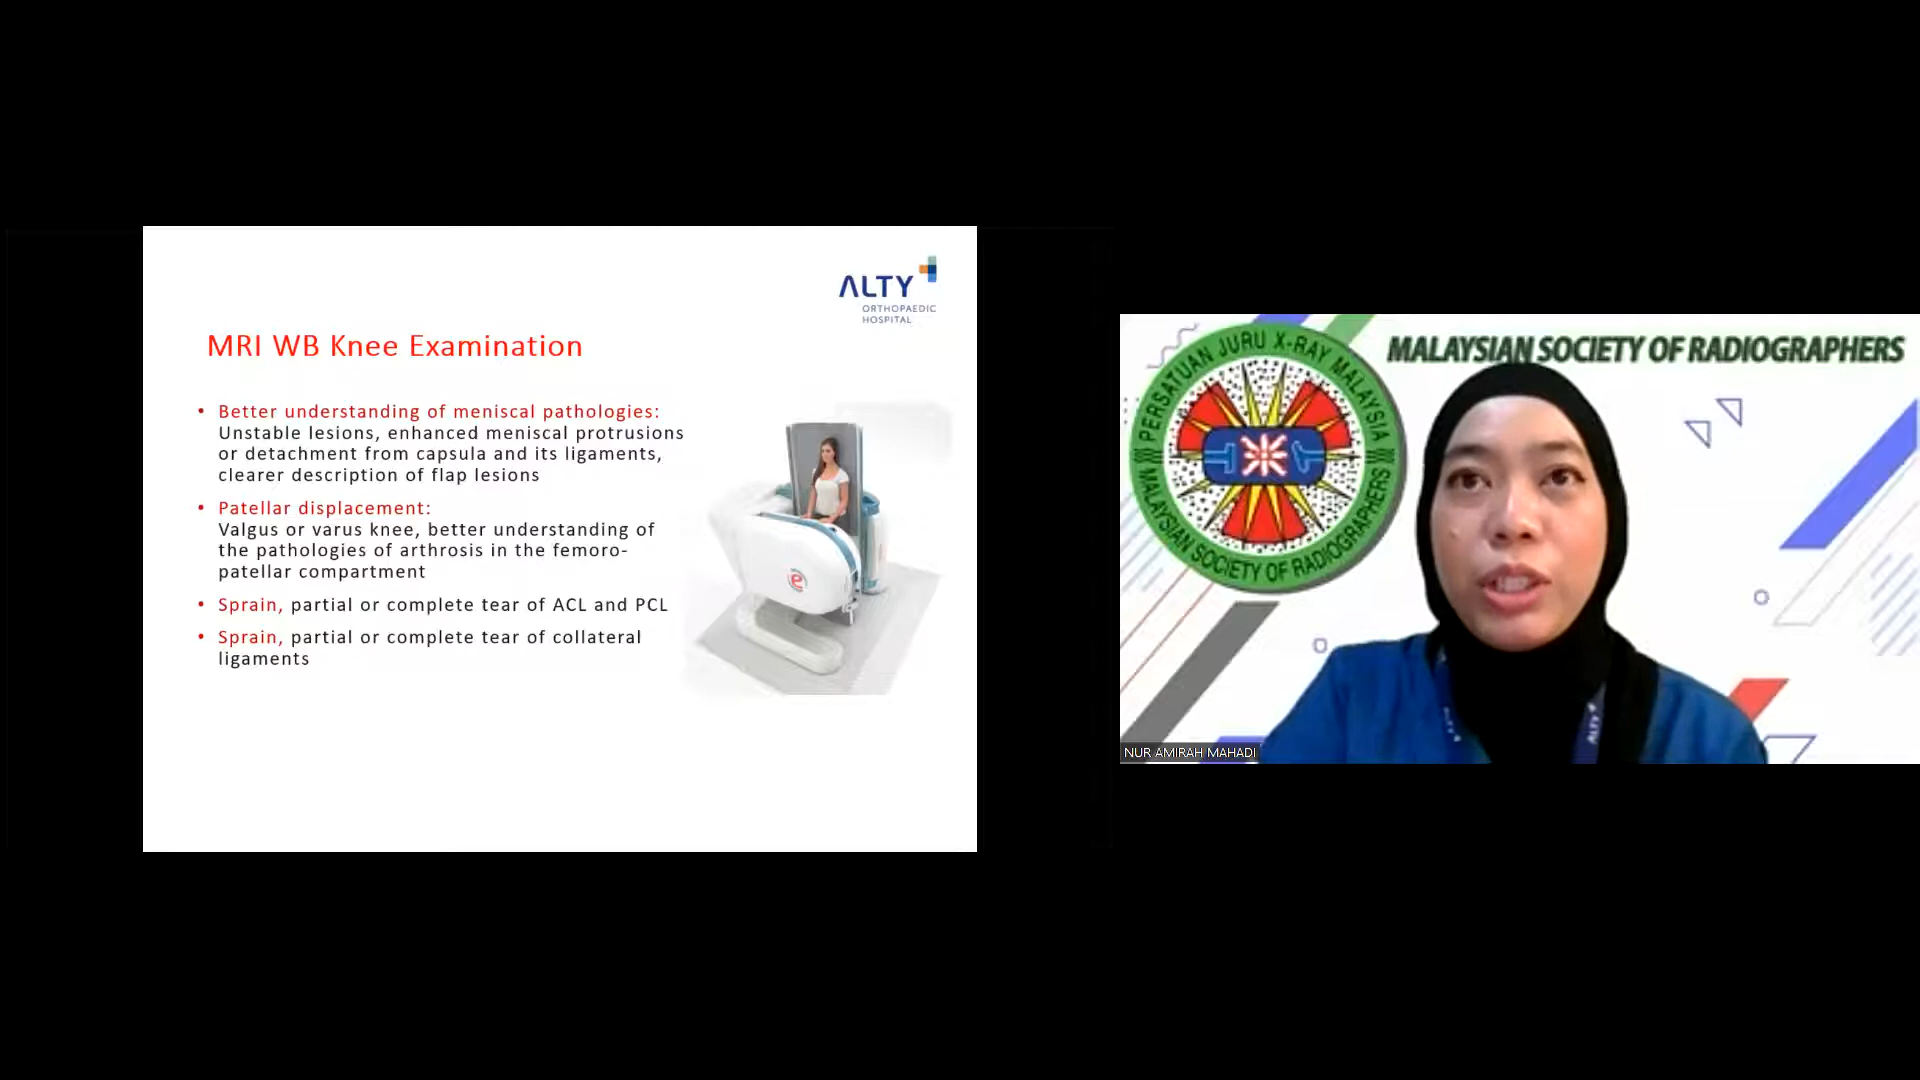 ALTY
ORTHOPAEDIC
HOSPITAL
MRI WB Knee Examination
• Better understanding of meniscal pathologies:
Unstable lesions, enhanced meniscal protrusions
or detachment from capsula and its ligaments,
clearer description of flap lesions
• Patellar displacement:
Valgus or varus knee, better understanding of
the pathologies of arthrosis in the femoro-
patellar compartment
• Sprain, partial or complete tear of ACL and PCL
• Sprain, partial or complete tear of collateral
ligaments
e
MALAYSIAN SOCIETY OF RADIOGRAPHERS
PERSATUAN JURU X-RAY MALAYSIA
MALAYSIAN SOCIETY OF RADIOGRAPHERS
ALTY
ALTY
NUR AMIRAH MAHADI